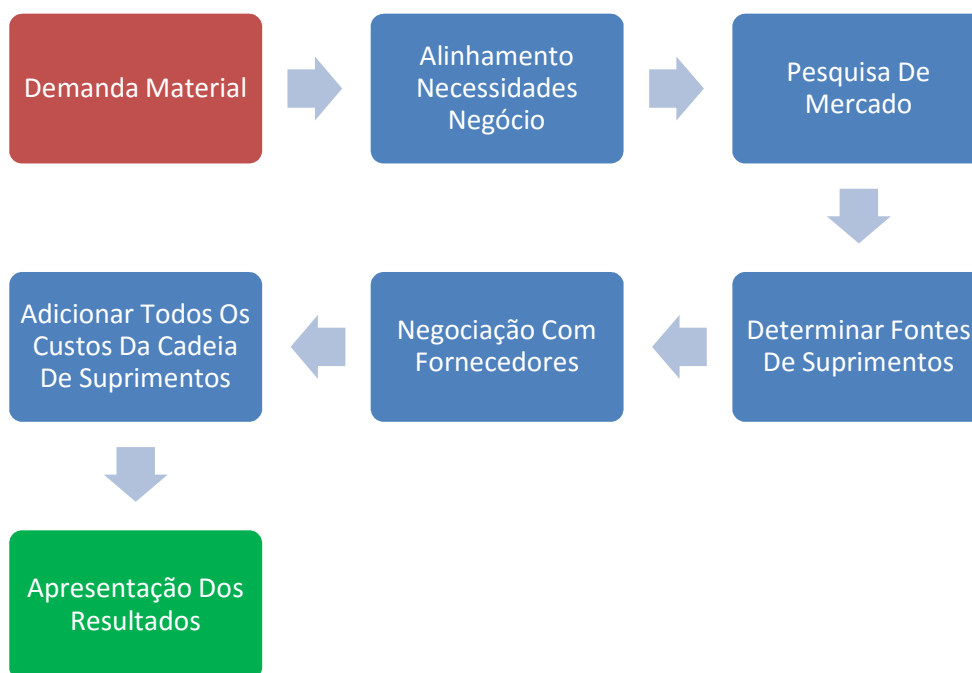 Demanda Material
Alinhamento
Necessidades
Negócio
Pesquisa De
Mercado
Determinar Fontes
De Suprimentos
Negociação Com
Fornecedores
Adicionar Todos Os
Custos Da Cadeia
De Suprimentos
Apresentação Dos
Resultados